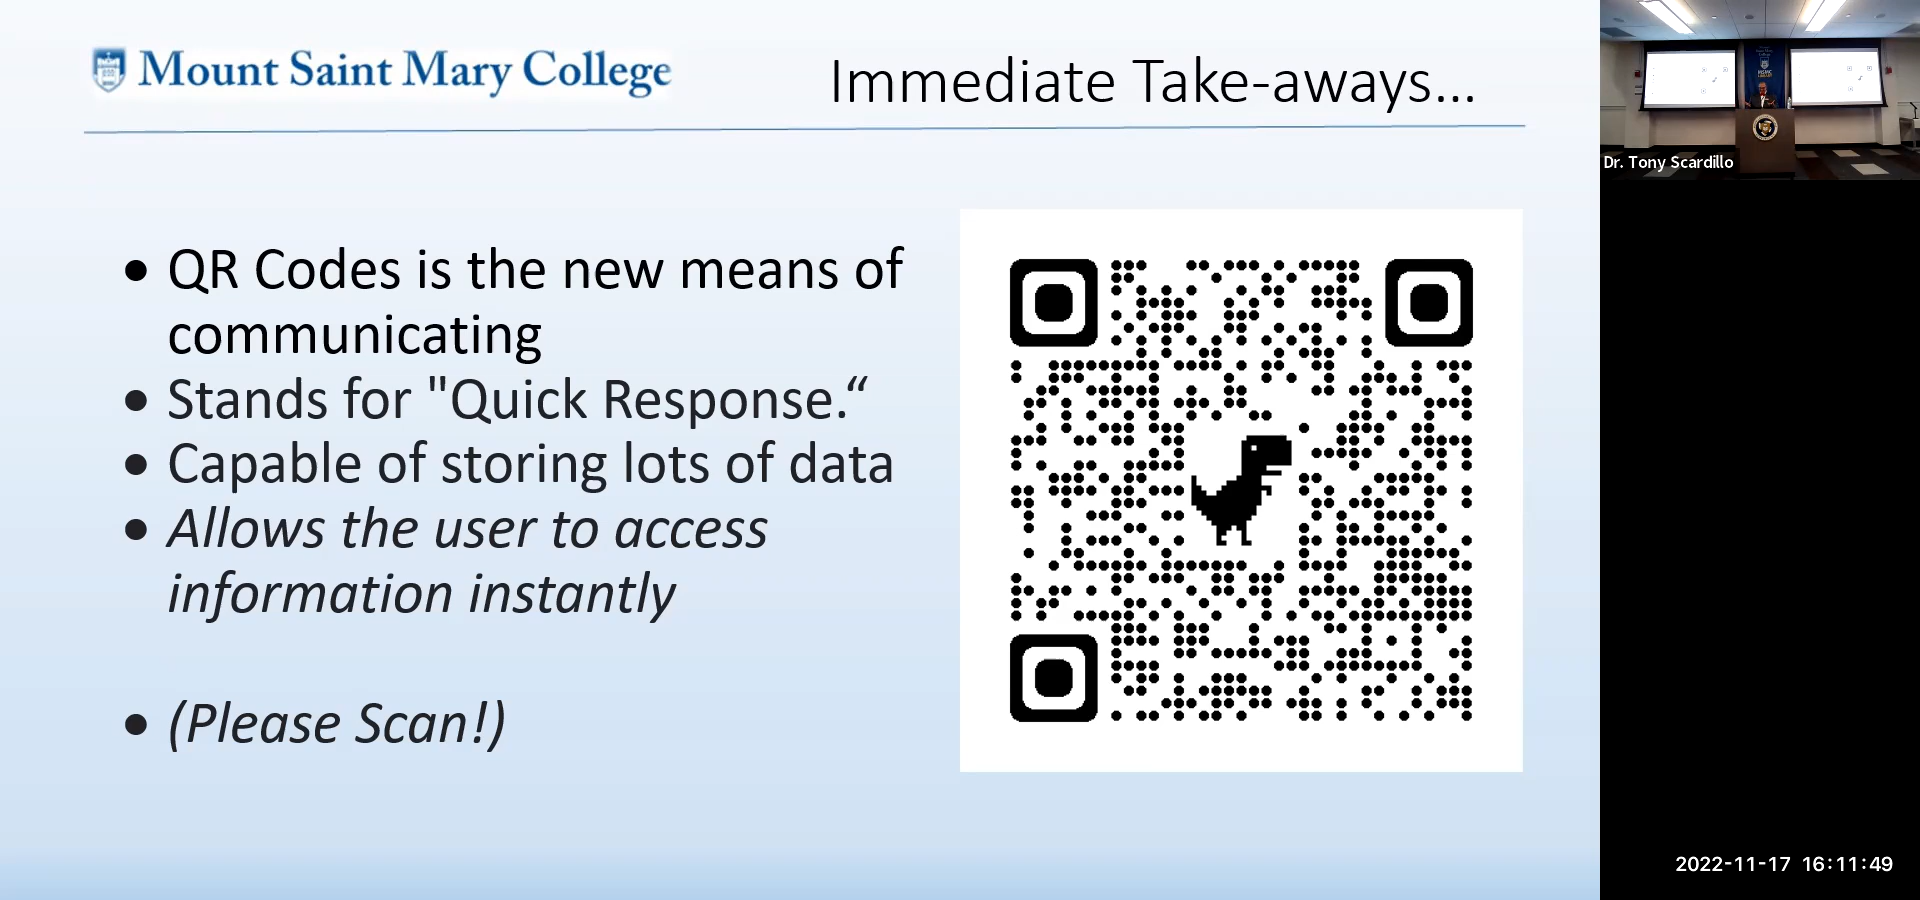 Mount Saint Mary College
Immediate Take-aways...
• QR Codes is the new means of
communicating
• Stands for "Quick Response.“
• Capable of storing lots of data
• Allows the user to access
information instantly
• (Please Scan!)
Dr. Tony Scardillo
2022-11-17 16:11:49